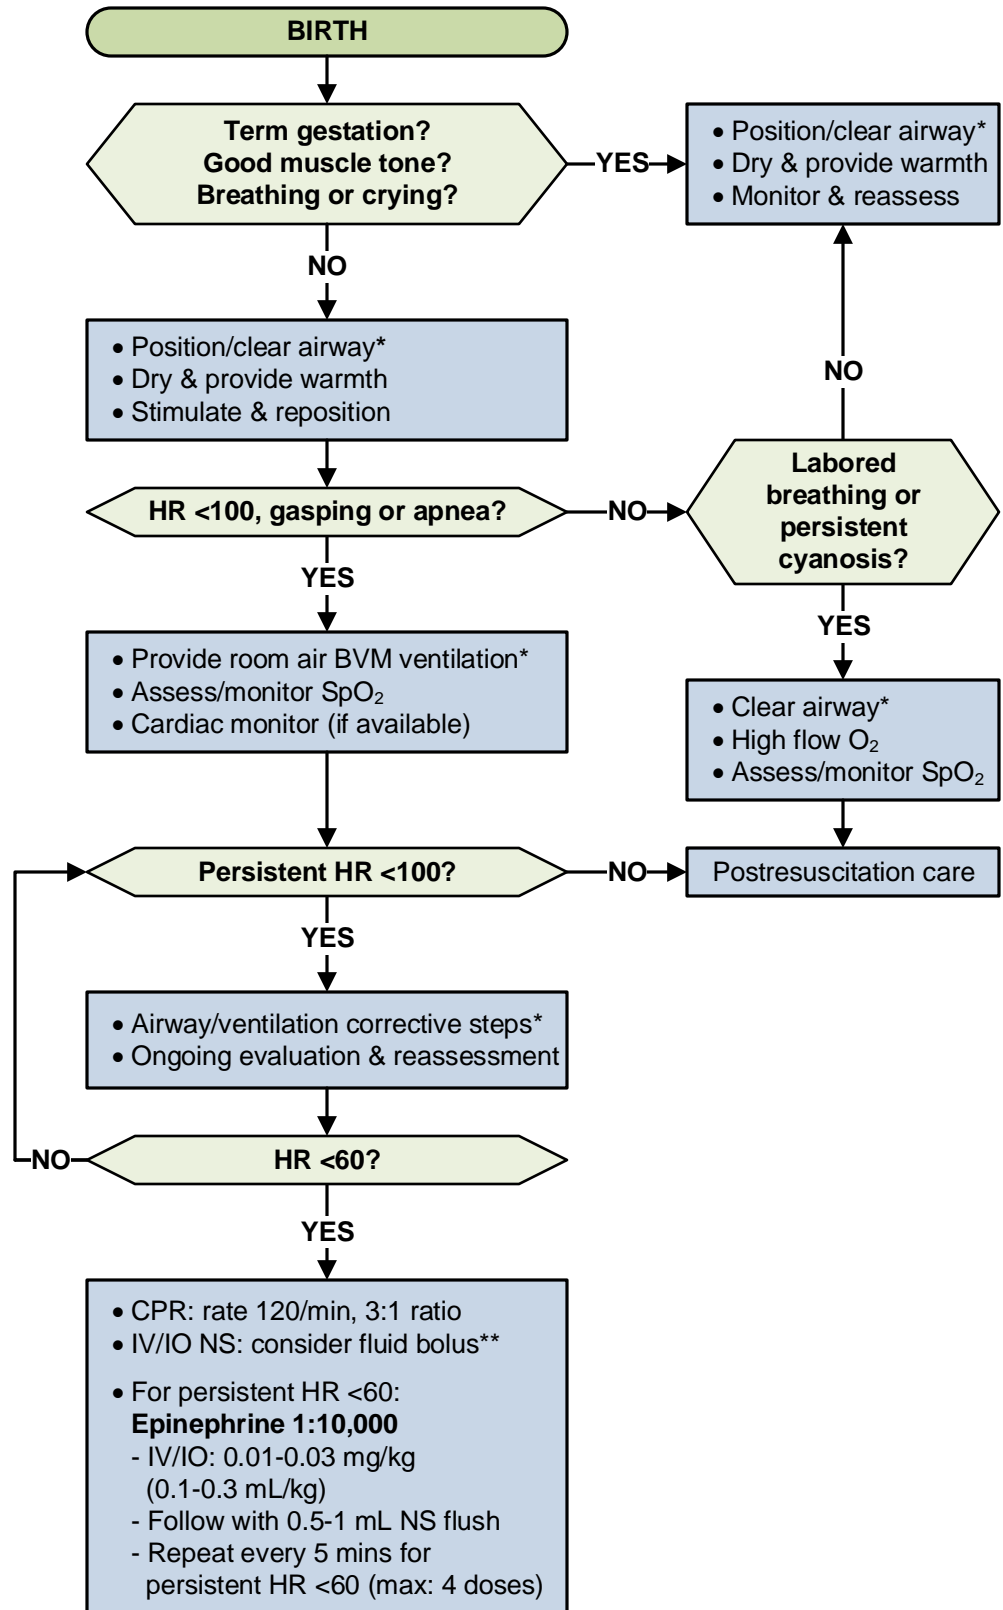 BIRTH
Term gestation?
Good muscle tone?
Breathing or crying?
YES
• Position/clear airway*
• Dry & provide warmth
• Monitor & reassess
NO
• Position/clear airway*
• Dry & provide warmth
• Stimulate & reposition
NO
HR <100, gasping or apnea?
NO
Labored
breathing or
persistent
cyanosis?
YES
YES
• Provide room air BVM ventilation*
• Assess/monitor SpO₂
• Cardiac monitor (if available)
• Clear airway*
• High flow O₂
• Assess/monitor SpO₂
Persistent HR <100?
NO
Postresuscitation care
YES
• Airway/ventilation corrective steps*
• Ongoing evaluation & reassessment
NO
HR <60?
YES
• CPR: rate 120/min, 3:1 ratio
• IV/IO NS: consider fluid bolus**
• For persistent HR <60:
Epinephrine 1:10,000
- IV/IO: 0.01-0.03 mg/kg
(0.1-0.3 mL/kg)
- Follow with 0.5-1 mL NS flush
- Repeat every 5 mins for
persistent HR <60 (max: 4 doses)